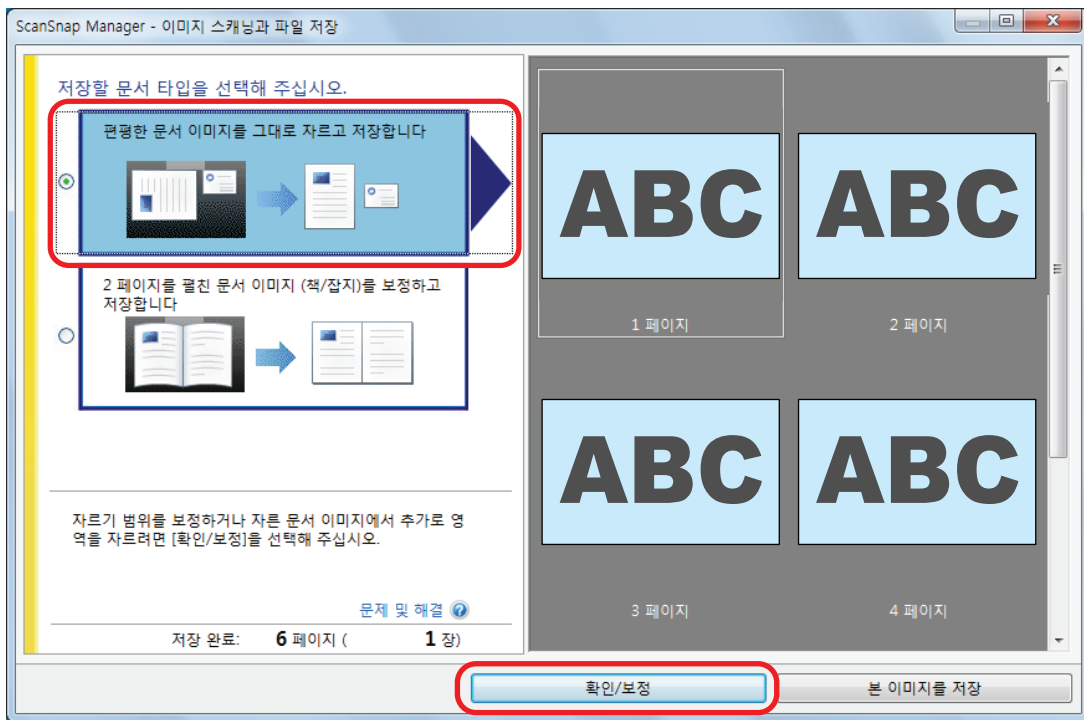 ScanSnap Manager - 이미지 스캐닝과 파일 저장
저장할 문서 타입을 선택해 주십시오.
편평한 문서 이미지를 그대로 자르고 저장합니다
2 페이지를 펼친 문서 이미지 (책/잡지)를 보정하고
저장합니다
자르기 범위를 보정하거나 자른 문서 이미지에서 추가로 영
역을 자르려면 [확인/보정]을 선택해 주십시오.
문제 및 해결 ?
저장 완료: 6 페이지 ( 1 장)
ABC
1 페이지
ABC
2 페이지
ABC
3 페이지
ABC
4 페이지
확인/보정
본 이미지를 저장